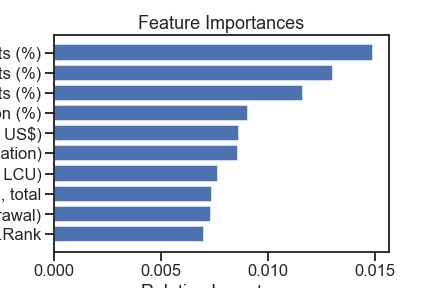 Feature Importances
ts (%)
ts (%)
ts (%)
on (%)
US$)
ation)
LCU)
, total
rawal)
.Rank
0.000 0.005 0.010 0.015